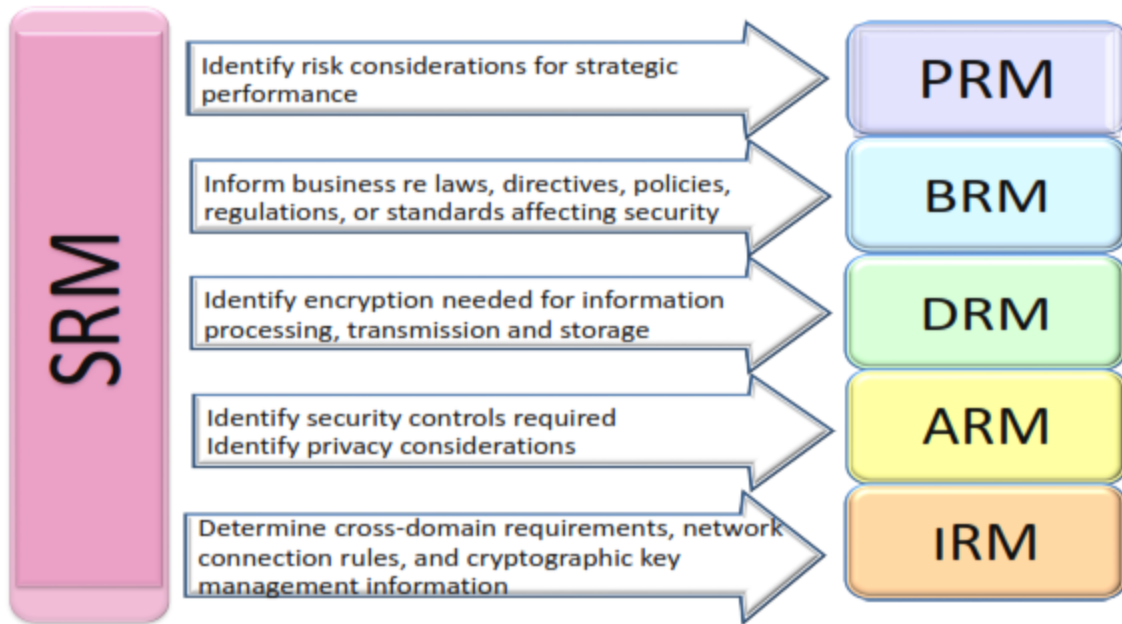 SRM
Identify risk considerations for strategic
performance
PRM
Inform business re laws, directives, policies,
regulations, or standards affecting security
BRM
Identify encryption needed for information
processing, transmission and storage
DRM
Identify security controls required
Identify privacy considerations
ARM
Determine cross-domain requirements, network
connection rules, and cryptographic key
management information
IRM